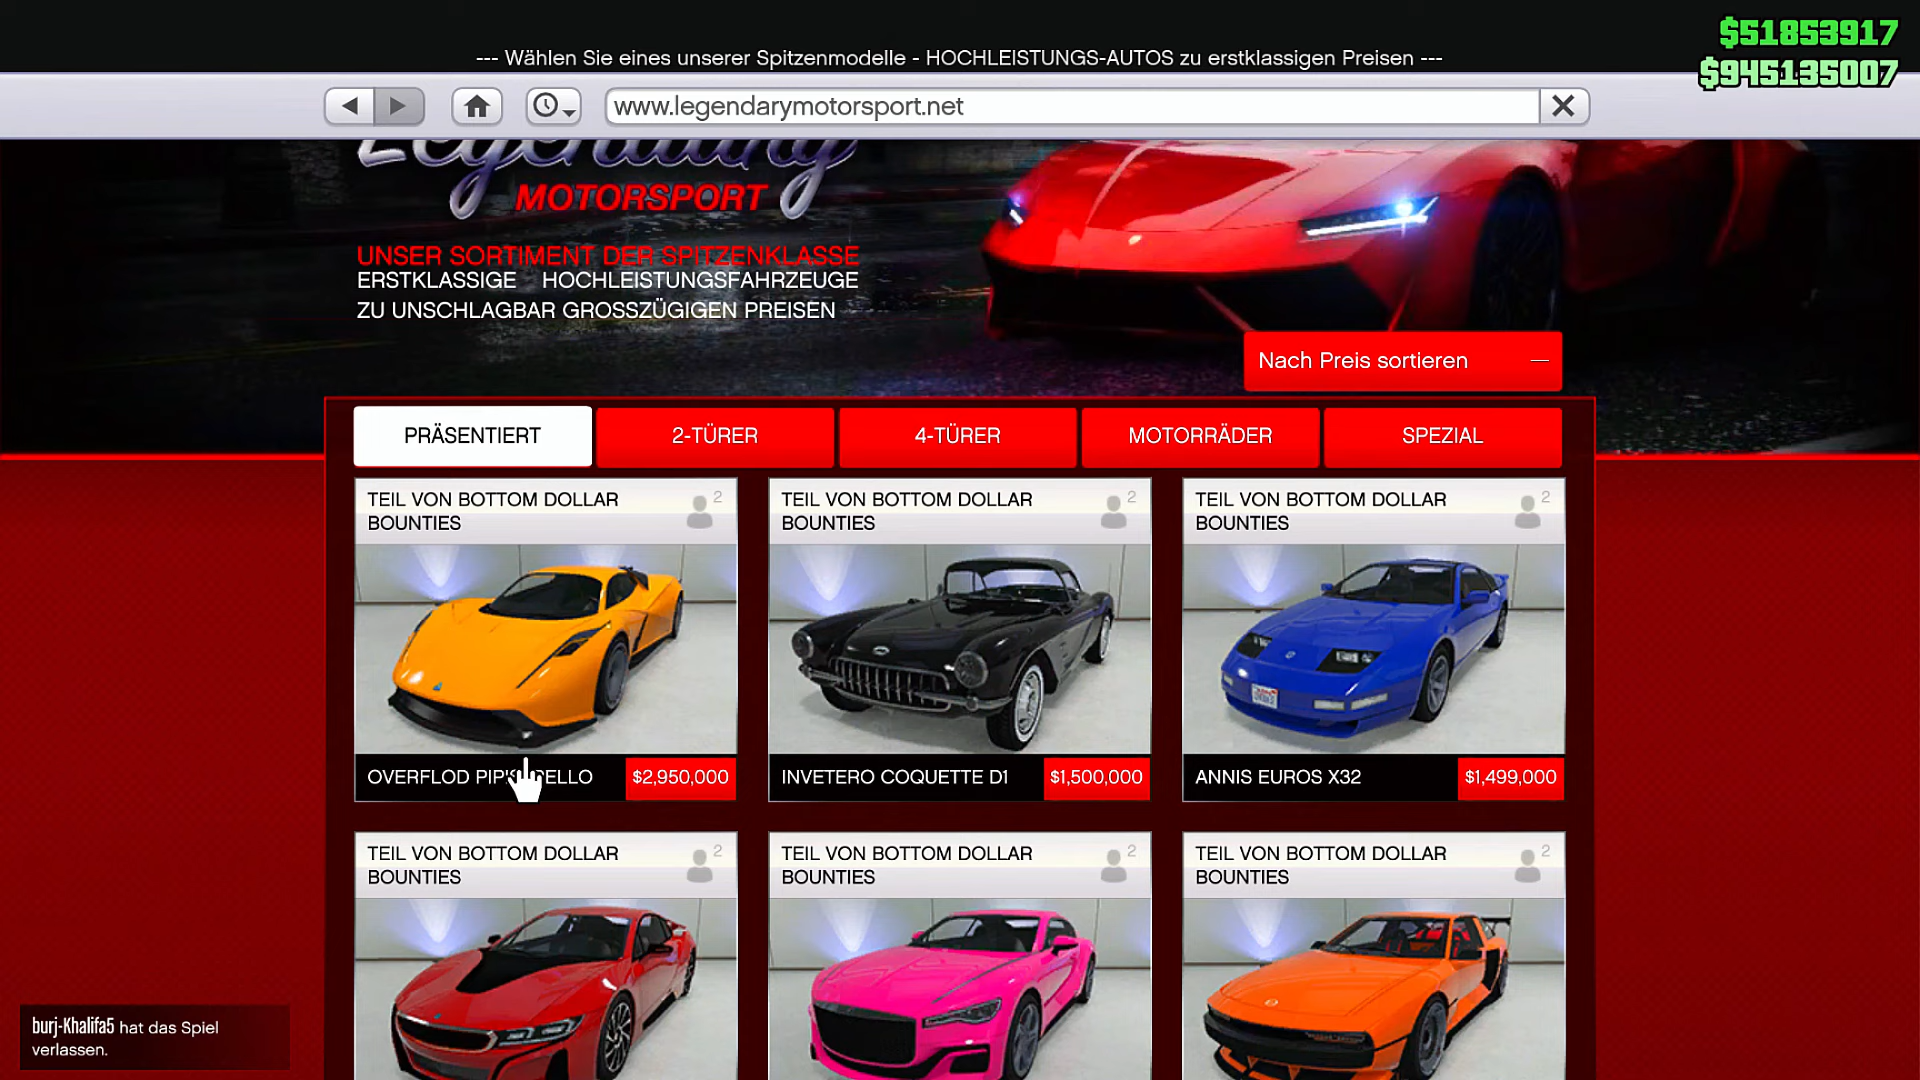 $51853917
--- Wählen Sie eines unserer Spitzenmodelle - HOCHLEISTUNGS-AUTOS zu erstklassigen Preisen ---
$945135007
www.legendarymotorsport.net
Legendary
MOTORSPORT
UNSER SORTIMENT DER SPITZENKLASSE
ERSTKLASSIGE HOCHLEISTUNGSFAHRZEUGE
ZU UNSCHLAGBAR GROSSZÜGIGEN PREISEN
Nach Preis sortieren
PRÄSENTIERT
2-TÜRER
4-TÜRER
MOTORRÄDER
SPEZIAL
TEIL VON BOTTOM DOLLAR
BOUNTIES
2
TEIL VON BOTTOM DOLLAR
BOUNTIES
2
TEIL VON BOTTOM DOLLAR
BOUNTIES
2
OVERFLOD
$2,950,000
INVETERO COQUETTE D1
$1,500,000
ANNIS EUROS X32
$1,499,000
TEIL VON BOTTOM DOLLAR
BOUNTIES
2
TEIL VON BOTTOM DOLLAR
BOUNTIES
2
TEIL VON BOTTOM DOLLAR
BOUNTIES
2
burj-Khalifa5 hat das Spiel
verlassen.